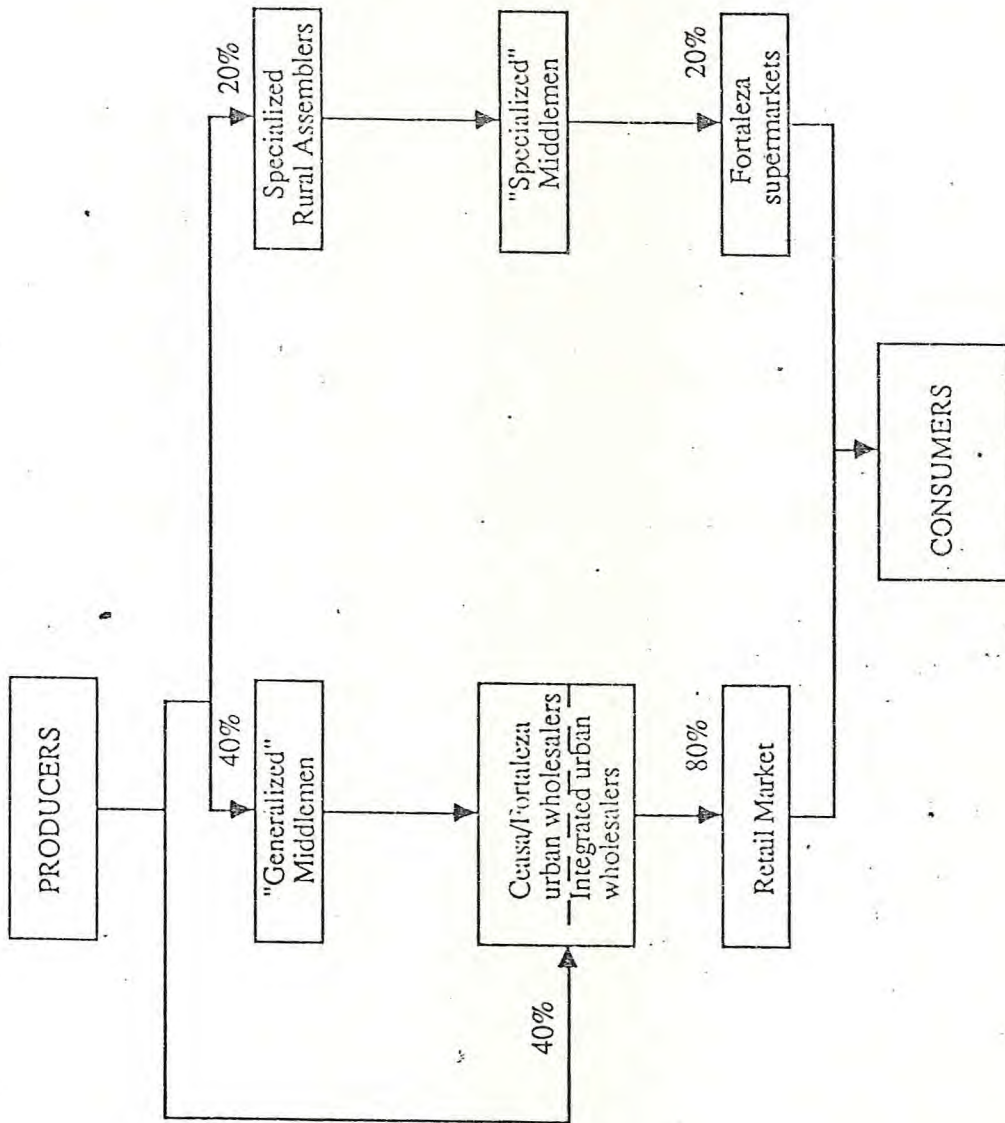 PRODUCERS
40%
20%
"Generalized"
Middlemen
Specialized
Rural Assemblers
40%
Ceasa/Fortaleza
urban wholesalers
Integrated urban
wholesalers
"Specialized"
Middlemen
80%
20%
Retail Market
Fortaleza
supermarkets
CONSUMERS